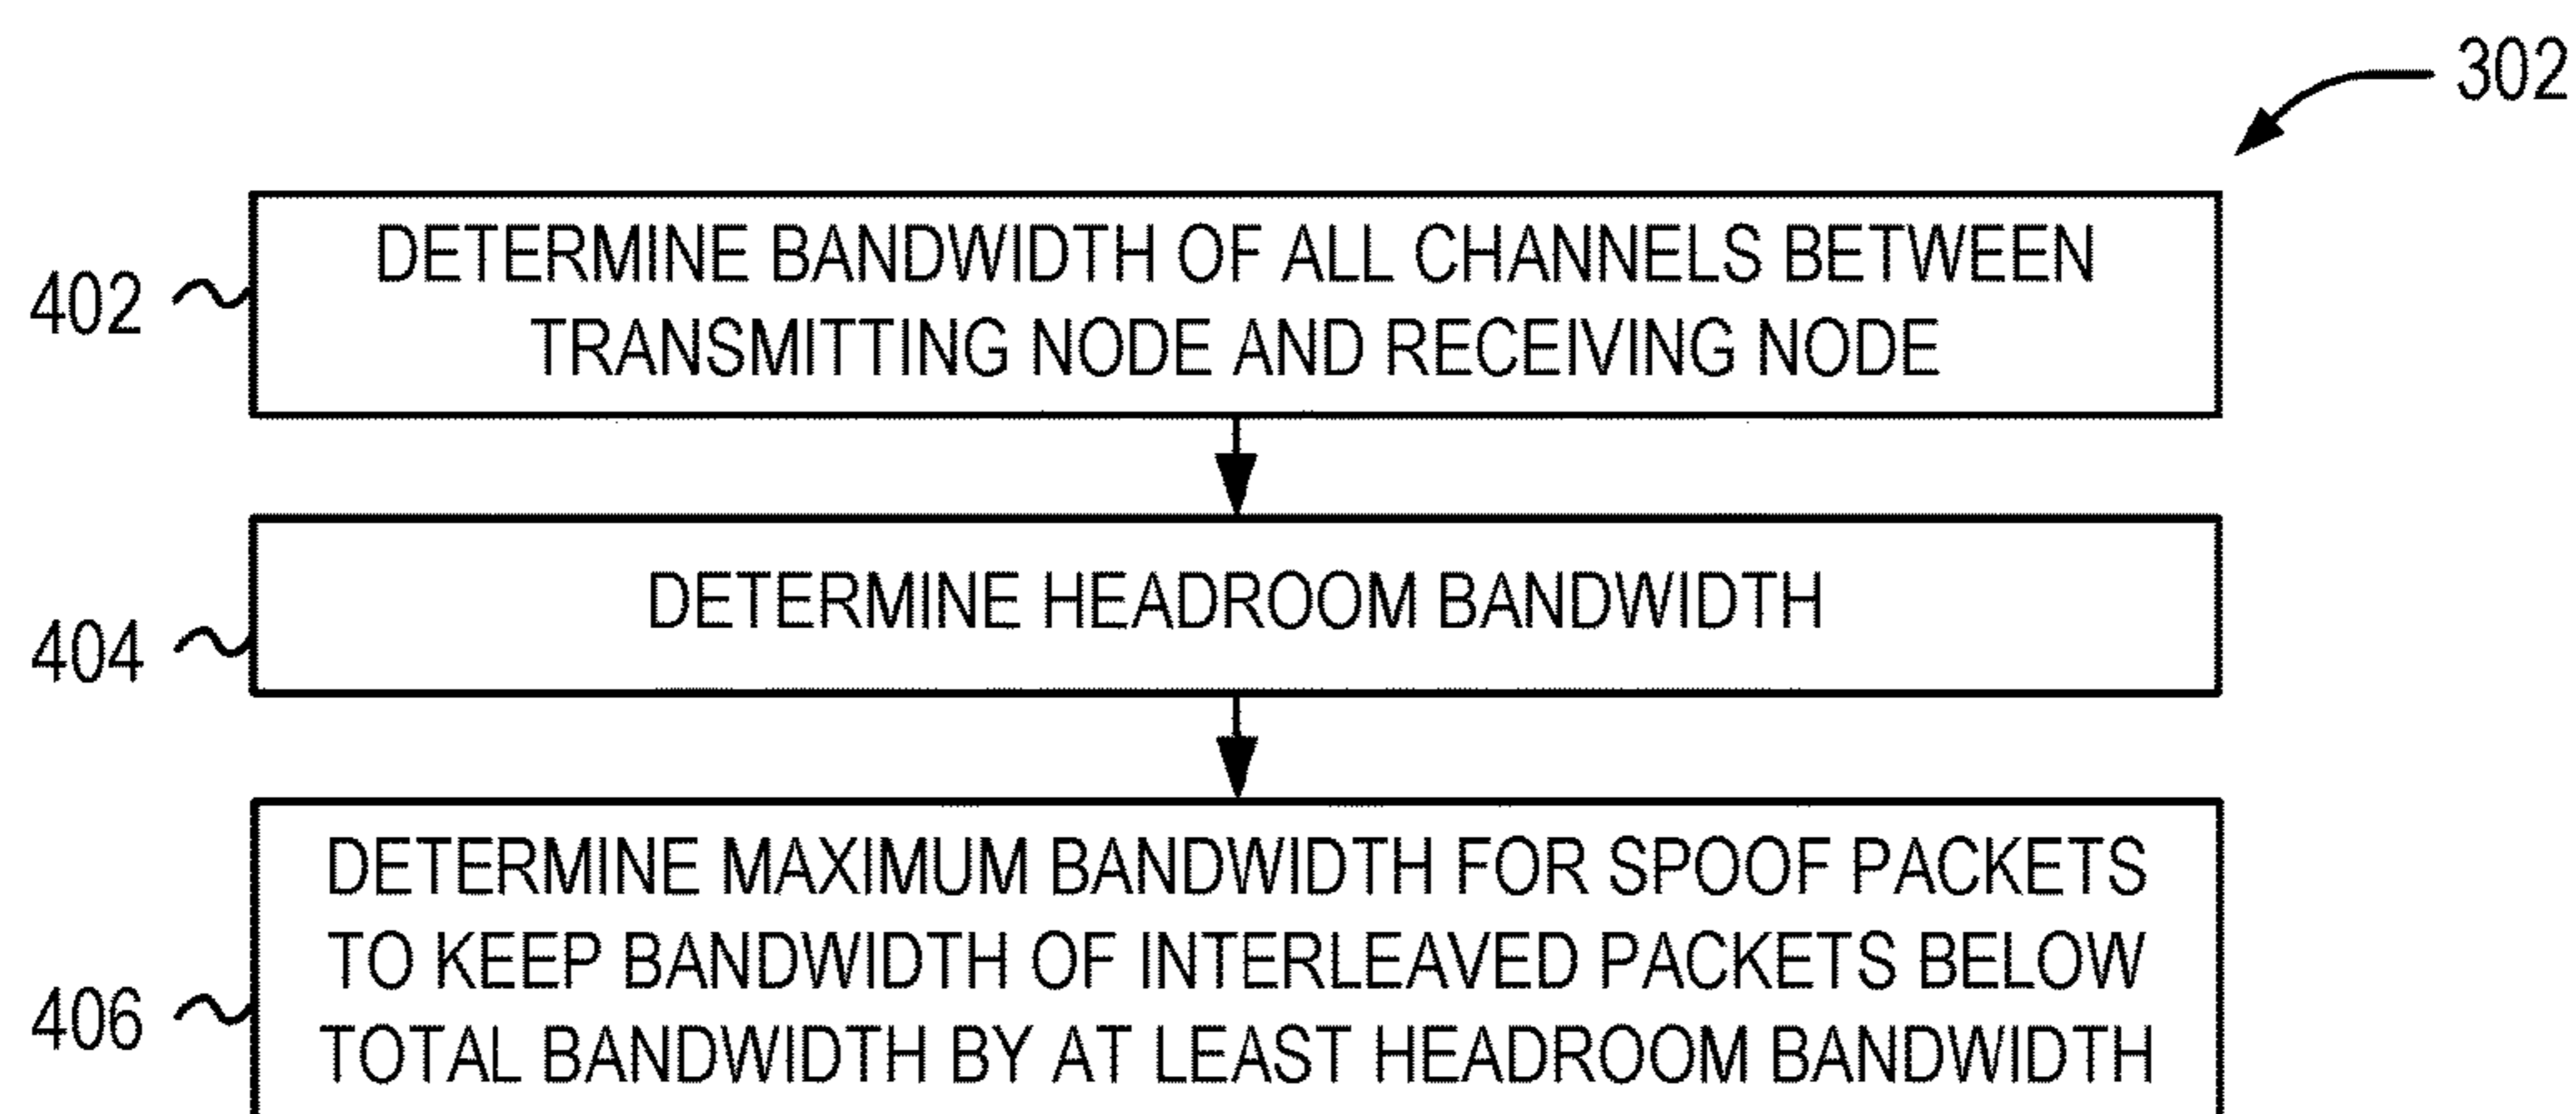 302
402
DETERMINE BANDWIDTH OF ALL CHANNELS BETWEEN
TRANSMITTING NODE AND RECEIVING NODE
404
DETERMINE HEADROOM BANDWIDTH
406
DETERMINE MAXIMUM BANDWIDTH FOR SPOOF PACKETS
TO KEEP BANDWIDTH OF INTERLEAVED PACKETS BELOW
TOTAL BANDWIDTH BY AT LEAST HEADROOM BANDWIDTH